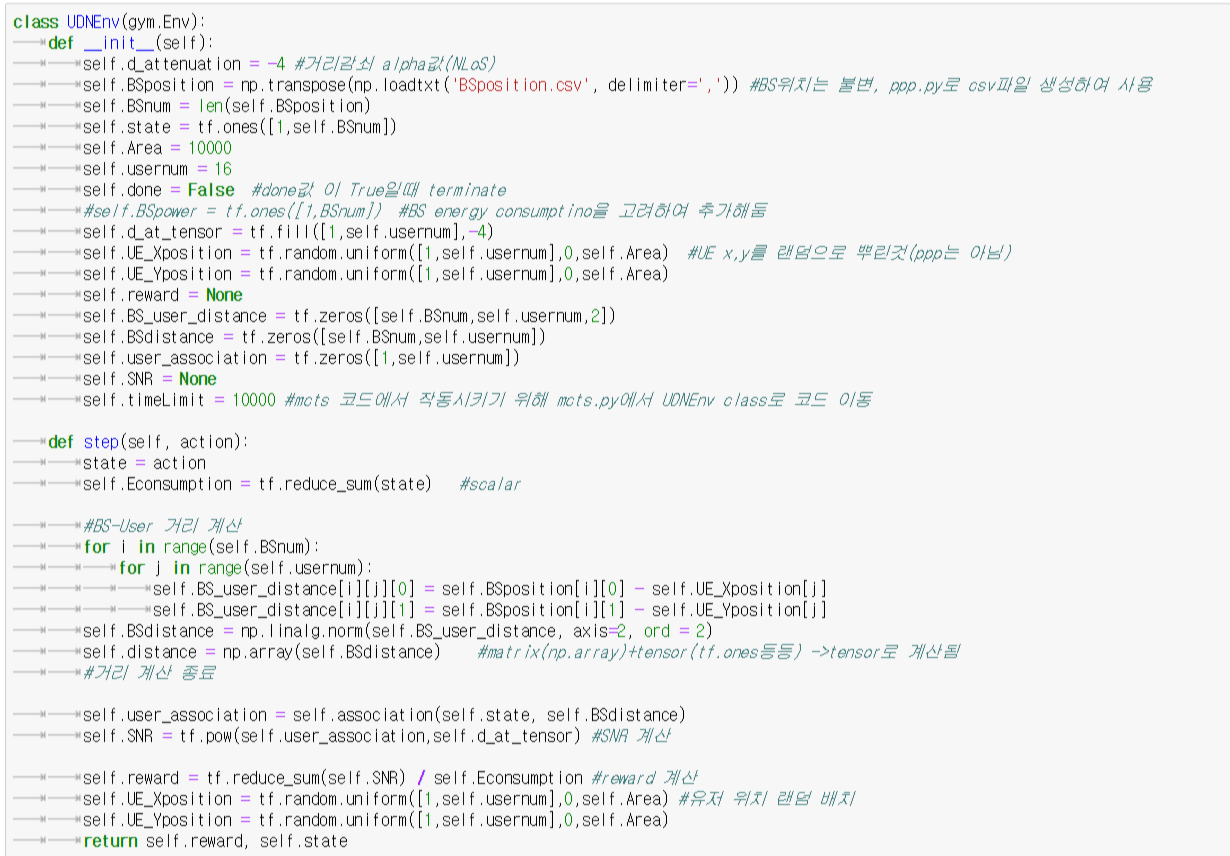 class UDNEnv(gym.Env):
def __init__(self):
self.d_attenuation = -4 #거리감쇠 alpha값(NLoS)
self.BSposition = np.transpose(np.loadtxt('BSposition.csv', delimiter=',')) #BS위치는 불변, ppp.py로 csv파일 생성하여 사용
self.BSnum = len(self.BSposition)
self.state = tf.ones([1,self.BSnum])
self.Area = 10000
self.usernum = 16
self.done = False #done값 이 True일때 terminate
#self.BSpower = tf.ones([1,BSnum]) #BS energy consumptino을 고려하여 추가해둠
self.d_at_tensor = tf.fill([1,self.usernum],-4)
self.UE_Xposition = tf.random.uniform([1,self.usernum],0,self.Area) #UE x,y를 랜덤으로 뿌린것(ppp는 아님)
self.UE_Yposition = tf.random.uniform([1,self.usernum],0,self.Area)
self.reward = None
self.BS_user_distance = tf.zeros([self.BSnum,self.usernum,2])
self.BSdistance = tf.zeros([self.BSnum,self.usernum])
self.user_association = tf.zeros([1,self.usernum])
self.SNR = None
self.timeLimit = 10000 #mcts 코드에서 작동시키기 위해 mcts.py에서 UDNEnv class로 코드 이동
def step(self, action):
state = action
self.Econsumption = tf.reduce_sum(state) #scalar
#BS-User 거리 계산
for i in range(self.BSnum):
for j in range(self.usernum):
self.BS_user_distance[i][j][0] = self.BSposition[i][0] - self.UE_Xposition[j]
self.BS_user_distance[i][j][1] = self.BSposition[i][1] - self.UE_Yposition[j]
self.BSdistance = np.linalg.norm(self.BS_user_distance, axis=2, ord = 2)
self.distance = np.array(self.BSdistance) #matrix(np.array)+tensor(tf.ones등등) ->tensor로 계산됨
#거리 계산 종료
self.user_association = self.association(self.state, self.BSdistance)
self.SNR = tf.pow(self.user_association,self.d_at_tensor) #SNR 계산
self.reward = tf.reduce_sum(self.SNR) / self.Econsumption #reward 계산
self.UE_Xposition = tf.random.uniform([1,self.usernum],0,self.Area) #유저 위치 랜덤 배치
self.UE_Yposition = tf.random.uniform([1,self.usernum],0,self.Area)
return self.reward, self.state